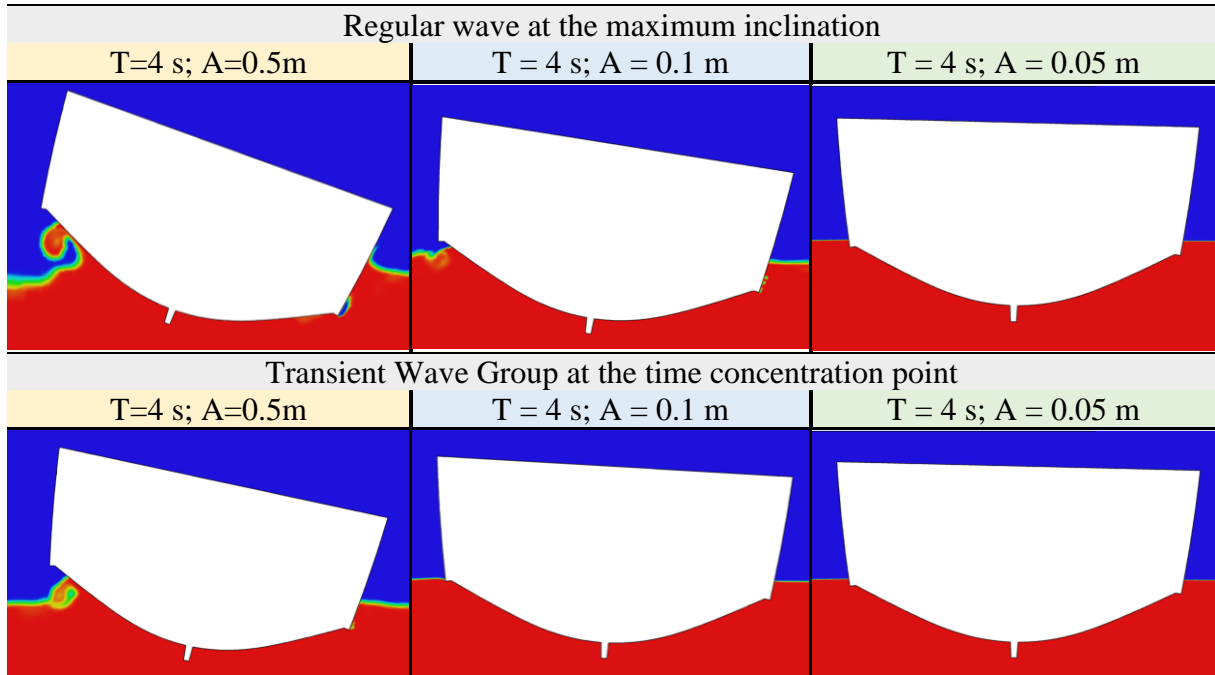 Regular wave at the maximum inclination
T=4 s; A=0.5m
T = 4 s; A = 0.1 m
T = 4 s; A = 0.05 m
Transient Wave Group at the time concentration point
T=4 s; A=0.5m
T = 4 s; A = 0.1 m
T = 4 s; A = 0.05 m